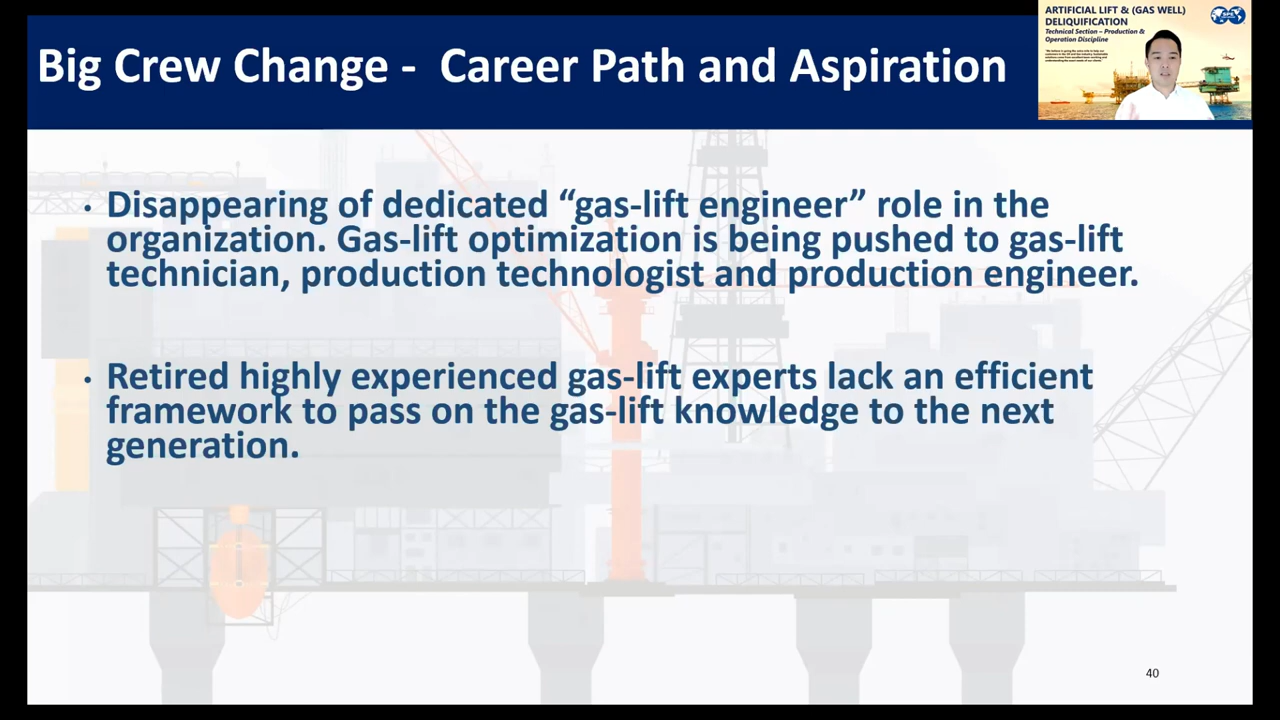 Big Crew Change - Career Path and Aspiration
ARTIFICIAL LIFT & (GAS WELL)
DELIQUIFICATION
Technical Section – Production &
Operation Discipline
SPE
• Disappearing of dedicated “gas-lift engineer” role in the
organization. Gas-lift optimization is being pushed to gas-lift
technician, production technologist and production engineer.
• Retired highly experienced gas-lift experts lack an efficient
framework to pass on the gas-lift knowledge to the next
generation.
40